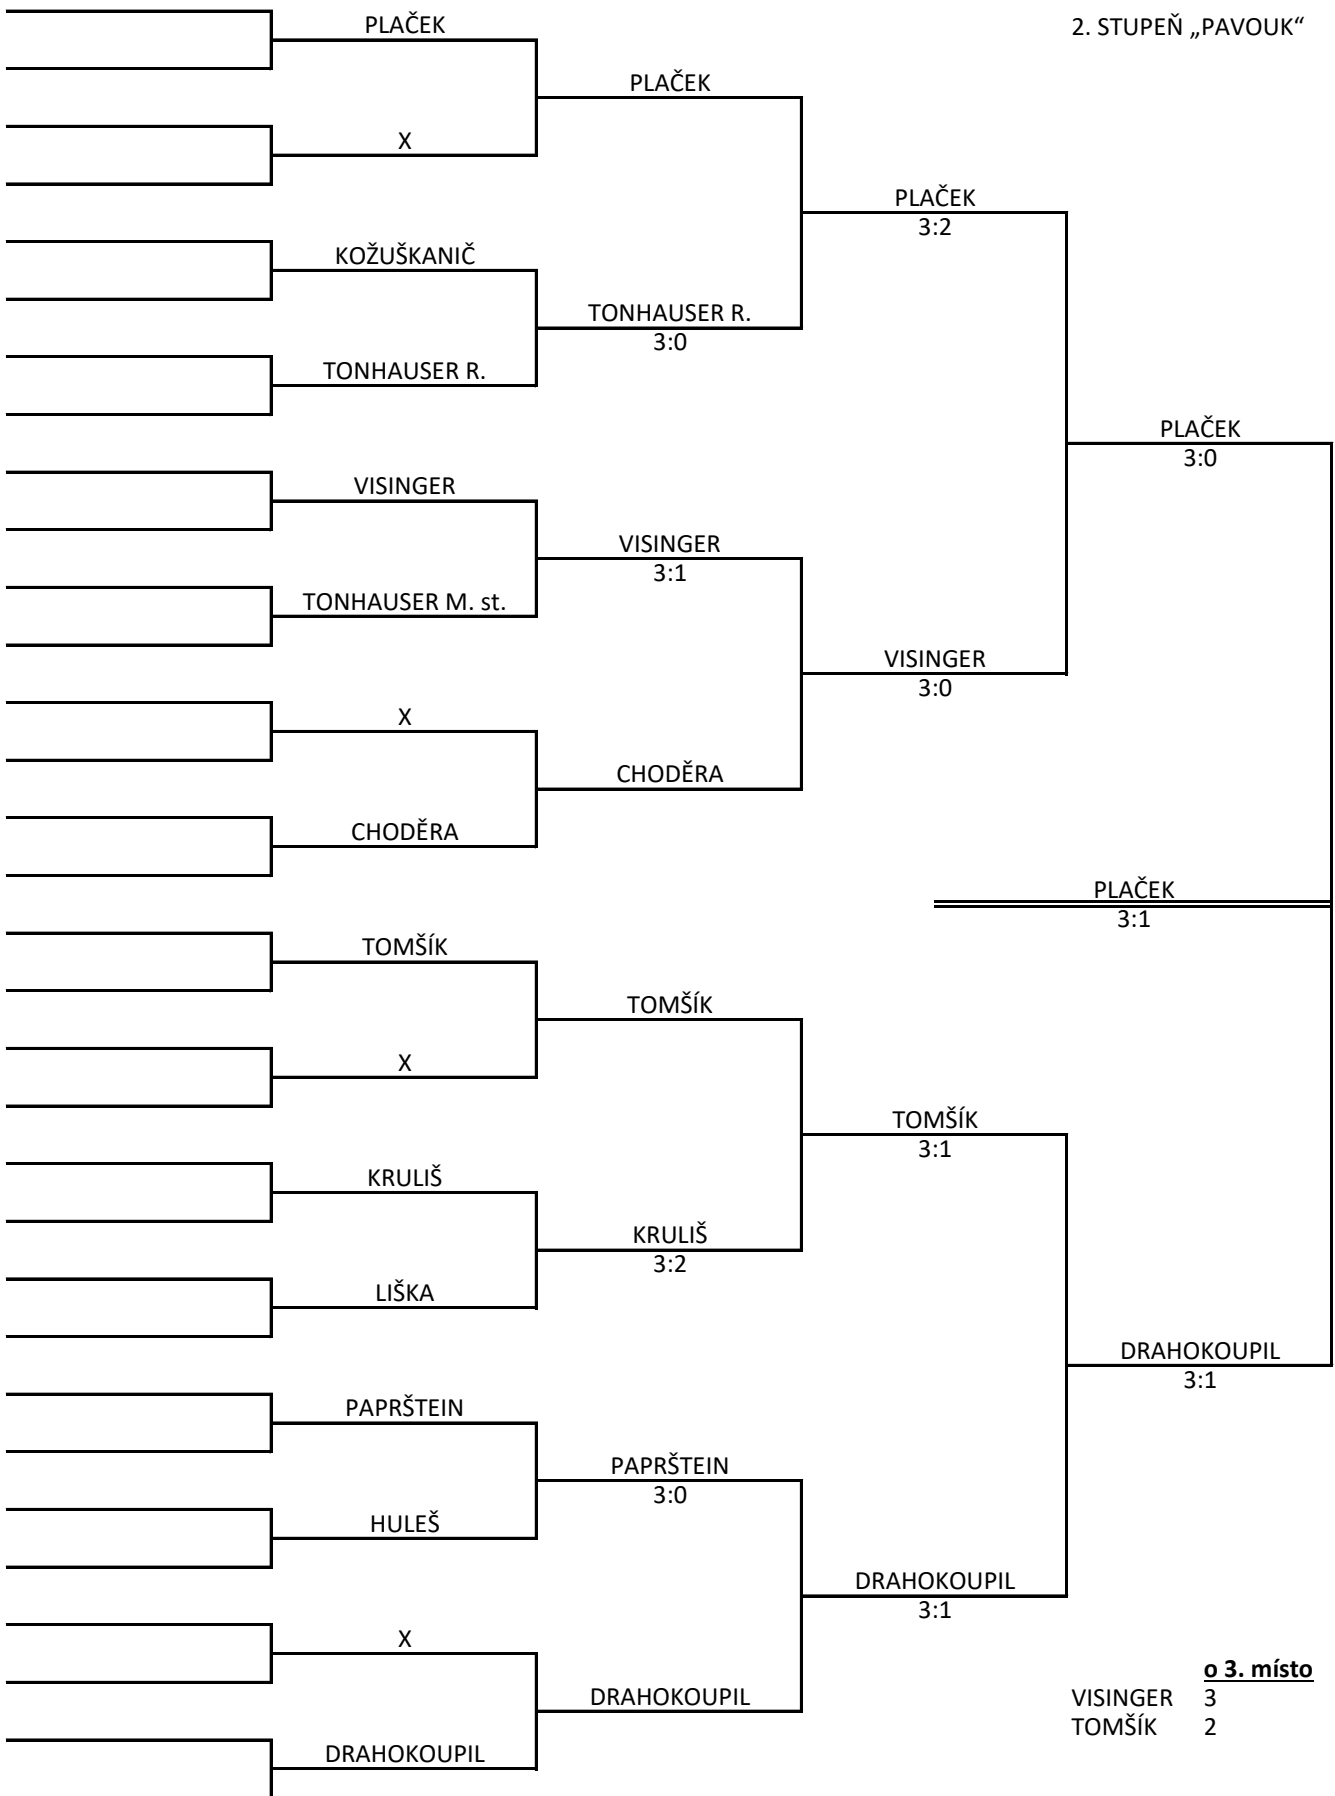 2. STUPEŇ „PAVOUK“
PLAČEK
PLAČEK
X
PLAČEK
3:2
KOŽUŠKANIČ
TONHAUSER R.
3:0
TONHAUSER R.
PLAČEK
3:0
VISINGER
VISINGER
3:1
TONHAUSER M. st.
VISINGER
3:0
X
CHODĚRA
CHODĚRA
PLAČEK
3:1
TOMŠÍK
TOMŠÍK
X
TOMŠÍK
3:1
KRULIŠ
KRULIŠ
3:2
LIŠKA
DRAHOKOUPIL
3:1
PAPRŠTEIN
PAPRŠTEIN
3:0
HULEŠ
DRAHOKOUPIL
3:1
X
DRAHOKOUPIL
DRAHOKOUPIL
o 3. místo
VISINGER 3
TOMŠÍK 2